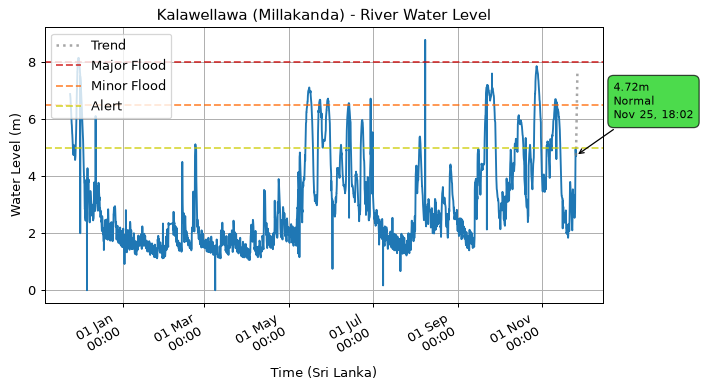 Kalawellawa (Millakanda) - River Water Level
Trend
Major Flood
Minor Flood
Alert
4.72m
Normal
Nov 25, 18:02
Water Level (m)
8
6
4
2
0
01 Jan
00:00
01 Mar
00:00
01 May
00:00
01 Jul
00:00
01 Sep
00:00
01 Nov
00:00
Time (Sri Lanka)